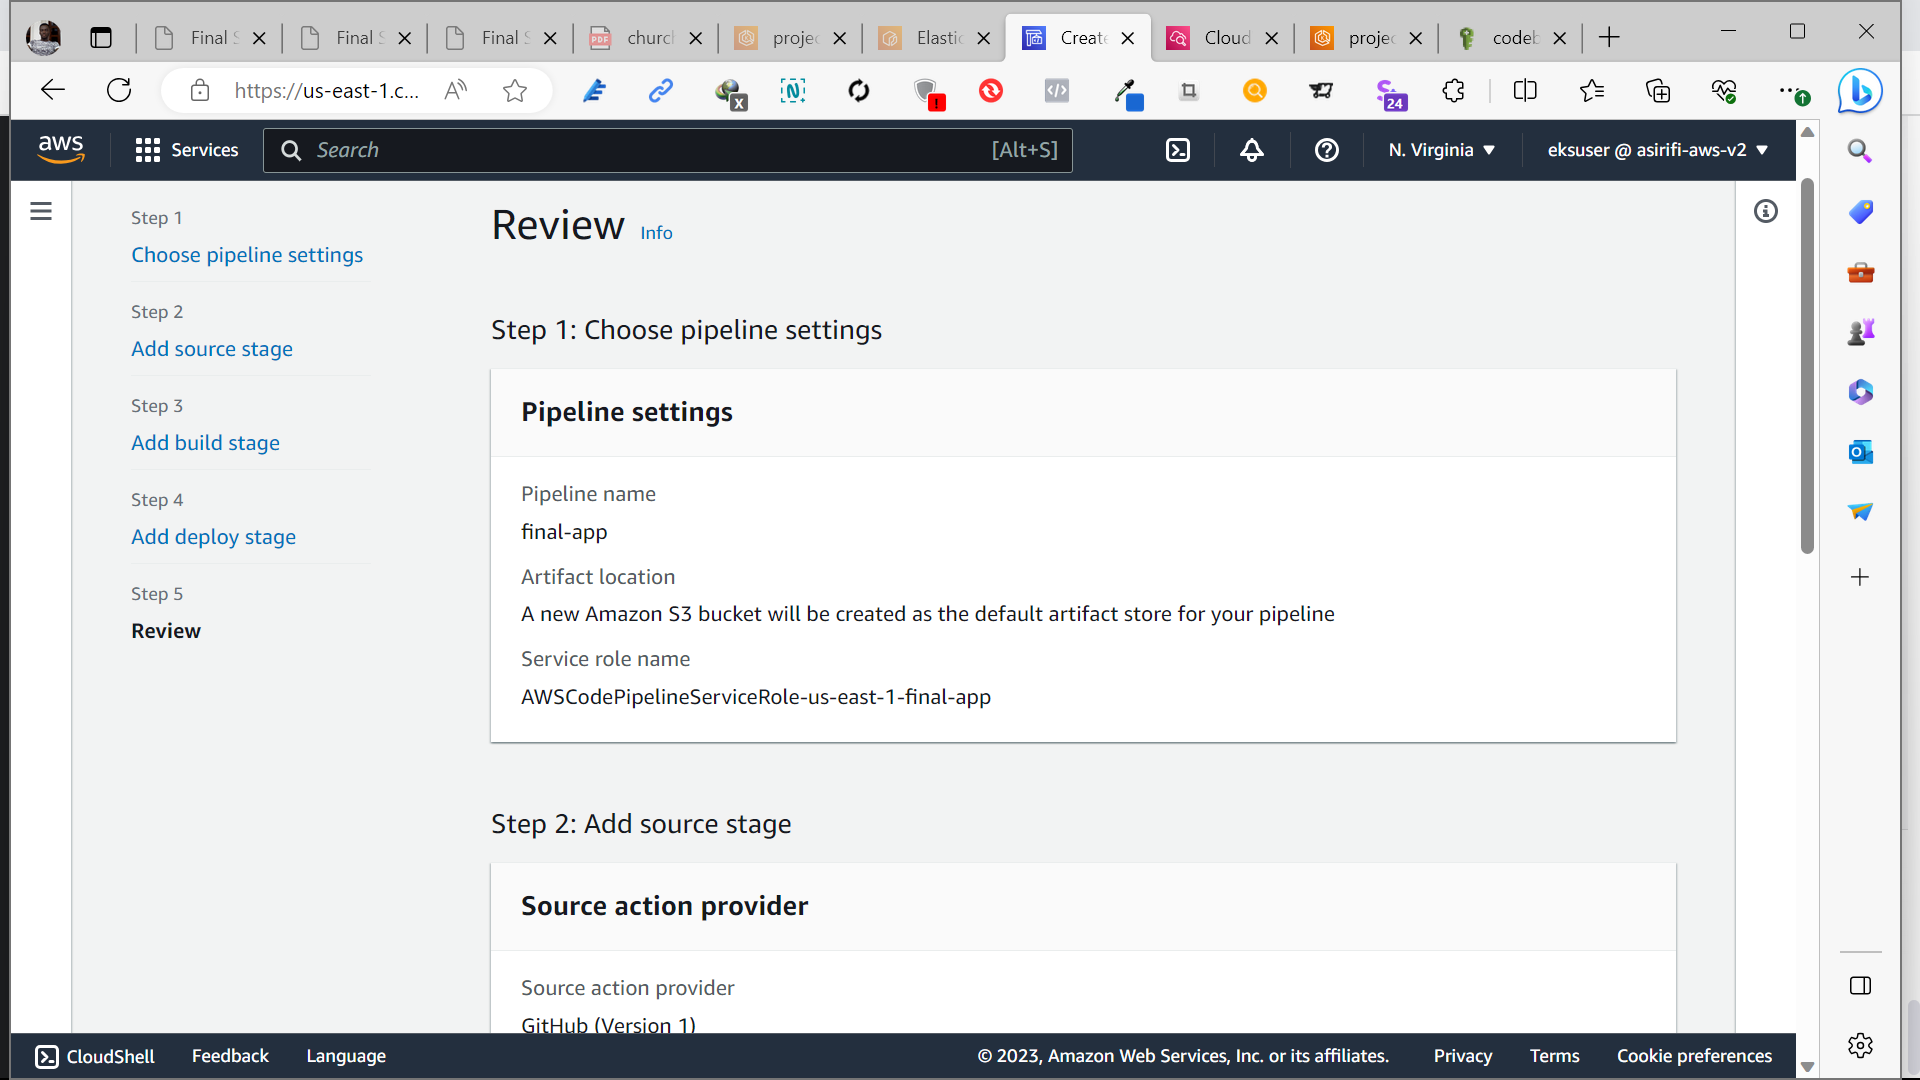 Final S
Final S
Final S
church
projec
Elastic
Create
Cloud
projec
codeb
https://us-east-1.c...
A
x
N
!
</>
24
aws
Services
Search
[Alt+S]
N. Virginia
eksuser @ asirifi-aws-v2
Step 1
Choose pipeline settings
Step 2
Add source stage
Step 3
Add build stage
Step 4
Add deploy stage
Step 5
Review
Review Info
Step 1: Choose pipeline settings
Pipeline settings
Pipeline name
final-app
Artifact location
A new Amazon S3 bucket will be created as the default artifact store for your pipeline
Service role name
AWSCodePipelineServiceRole-us-east-1-final-app
Step 2: Add source stage
Source action provider
Source action provider
GitHub (Version 1)
CloudShell
Feedback
Language
© 2023, Amazon Web Services, Inc. or its affiliates.
Privacy
Terms
Cookie preferences